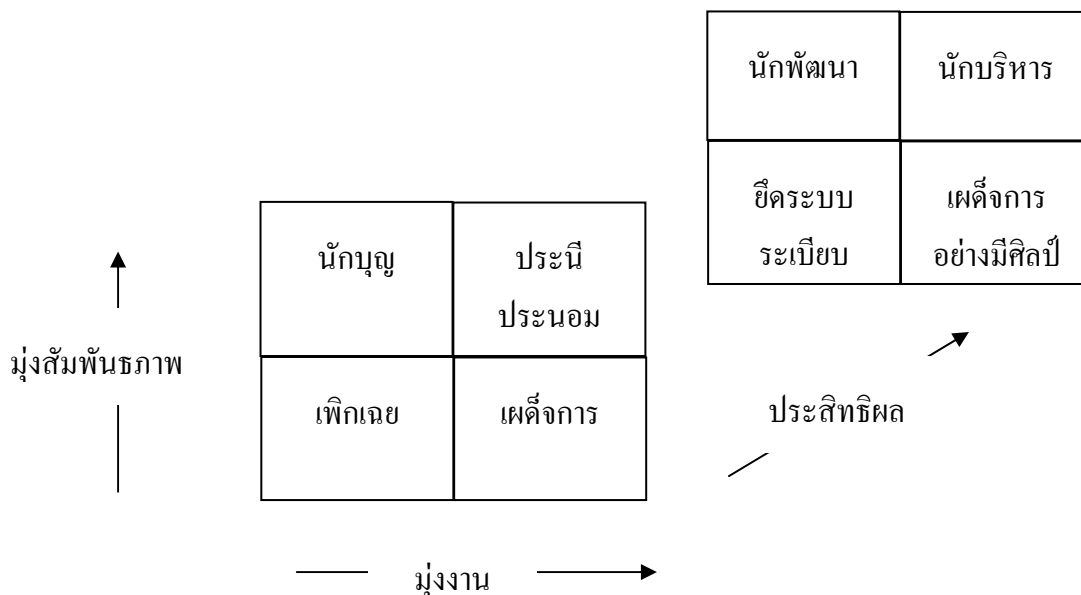 นักพัฒนา
นักบริหาร
ยึดระบบ
ระเบียบ
เผด็จการ
อย่างมีศิลป์
นักบุญ
ประนี
ประนอม
มุ่งสัมพันธภาพ
เพิกเฉย
เผด็จการ
ประสิทธิผล
มุ่งงาน